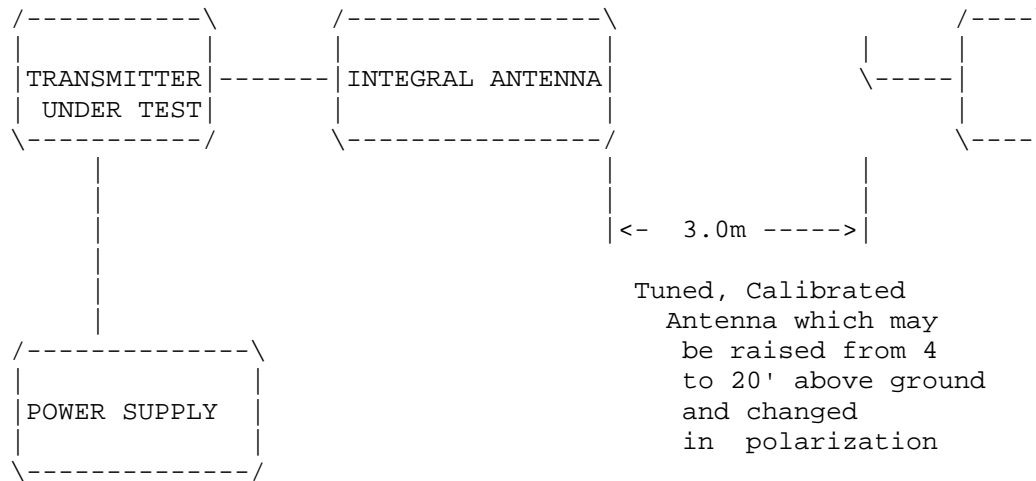 TRANSMITTER
UNDER TEST
INTEGRAL ANTENNA
<- 3.0m ----->
Tuned, Calibrated
Antenna which may
be raised from 4
to 20' above ground
and changed
in polarization
POWER SUPPLY